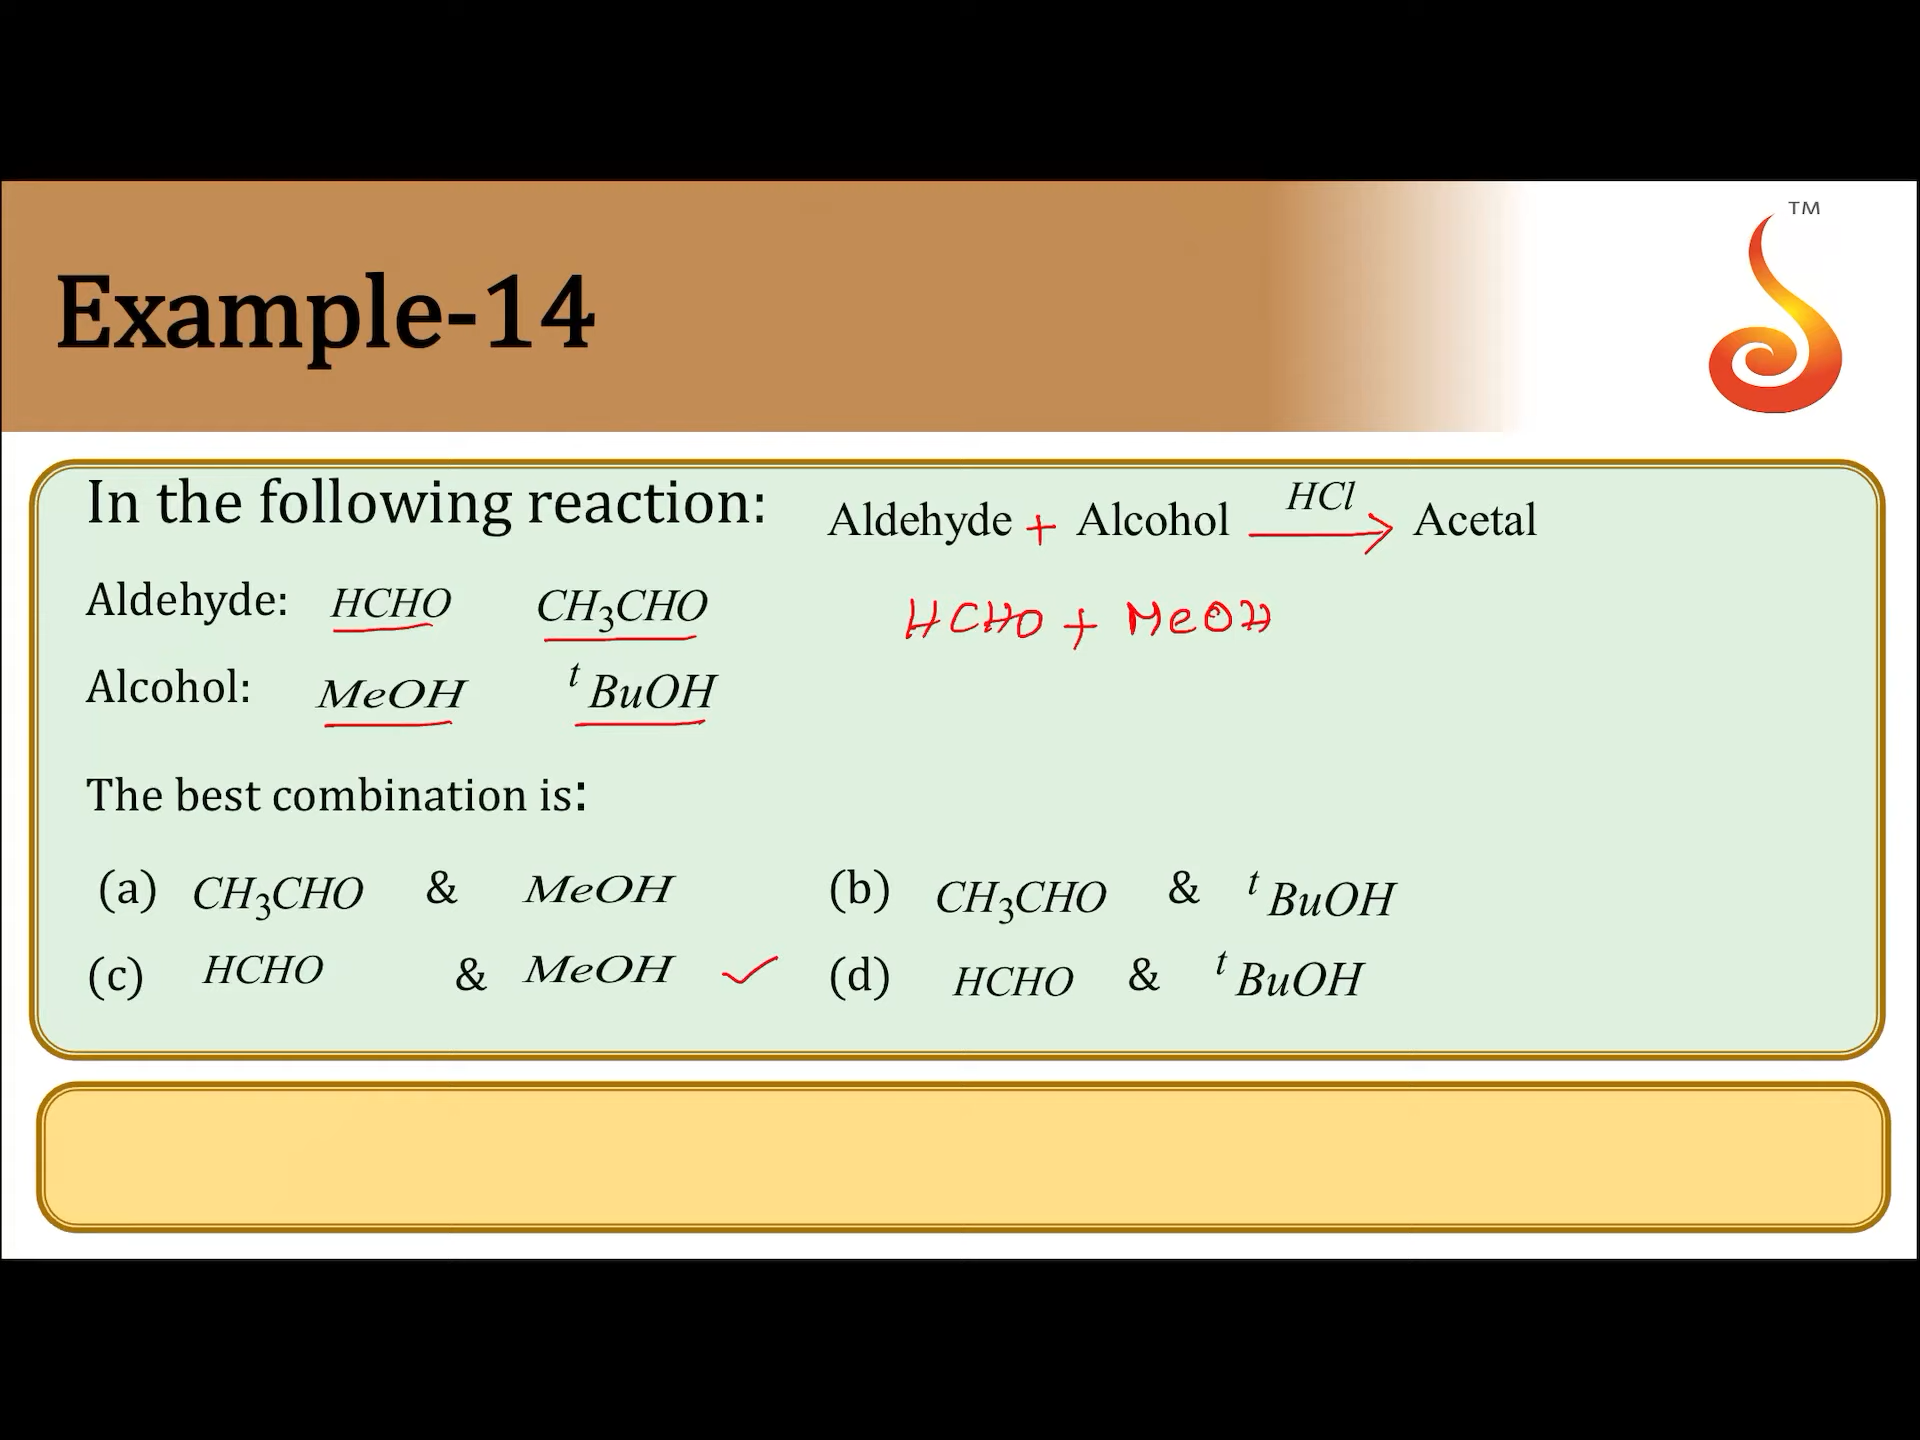 TM
Example-14
In the following reaction: Aldehyde + Alcohol HCl → Acetal
Aldehyde: HCHO CH₃CHO HCHO + MeOH
Alcohol: MeOH ᵗBuOH
The best combination is:
(a) CH₃CHO & MeOH (b) CH₃CHO & ᵗBuOH
(c) HCHO & MeOH ✓ (d) HCHO & ᵗBuOH